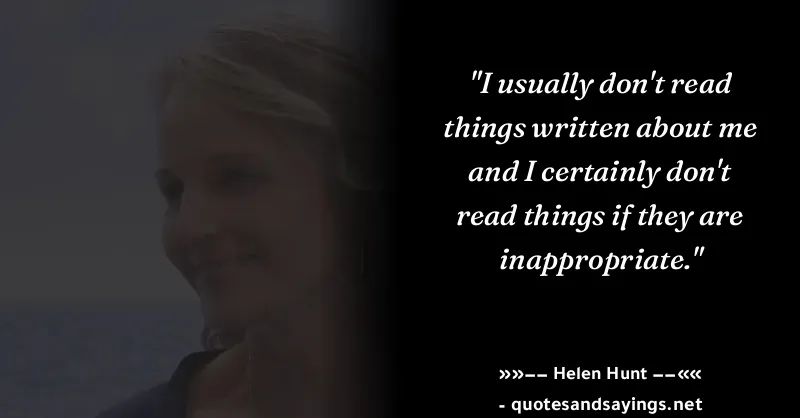 "I usually don't read
things written about me
and I certainly don't
read things if they are
inappropriate."
»»–– Helen Hunt ––««
- quotesandsayings.net